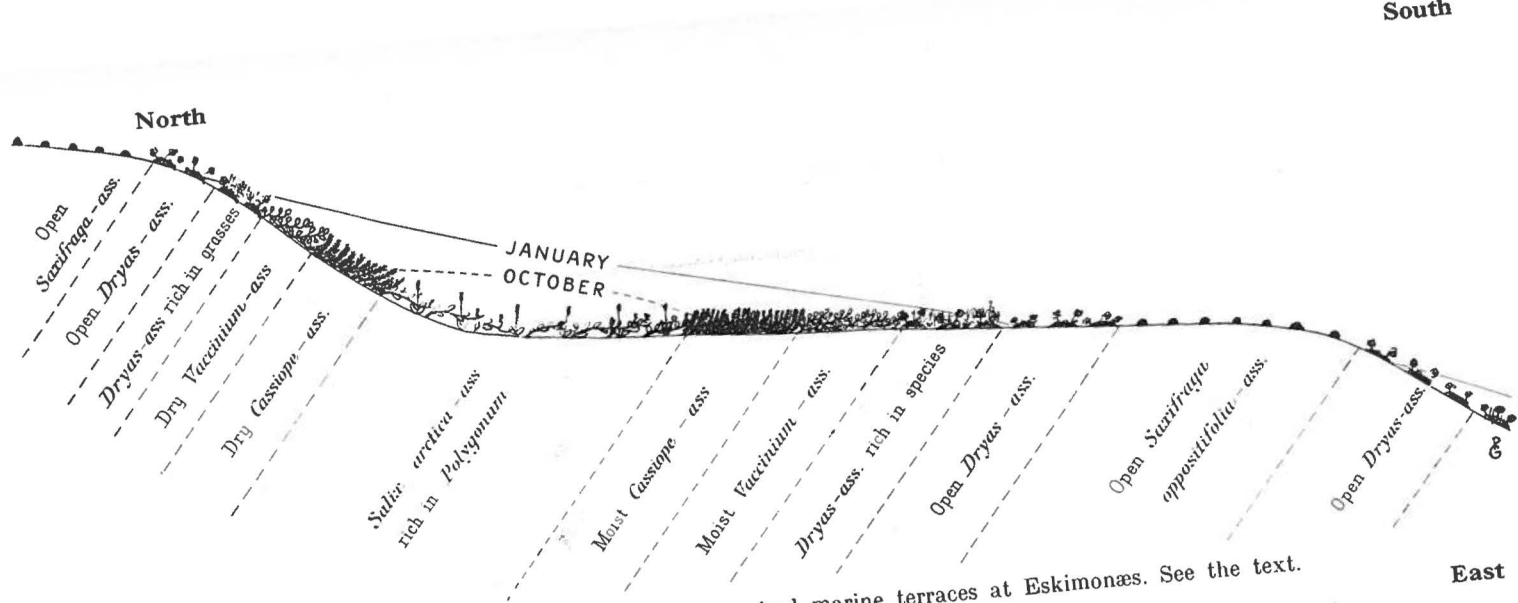 South
North
Open
Saxifraga-ass.
Open Dryas-ass.
Dryas-ass rich in grasses
Dry Vaccinium-ass
Dry Cassiope-ass.
JANUARY
OCTOBER
Salix arctica-ass
rich in Polygonum
Moist Cassiope ass
Moist Vaccinium ass.
Dryas-ass. rich in species
Open Dryas-ass.
Open Saxifraga
oppositifolia-ass.
Open Dryas-ass.
marine terraces at Eskimonæs. See the text.
East